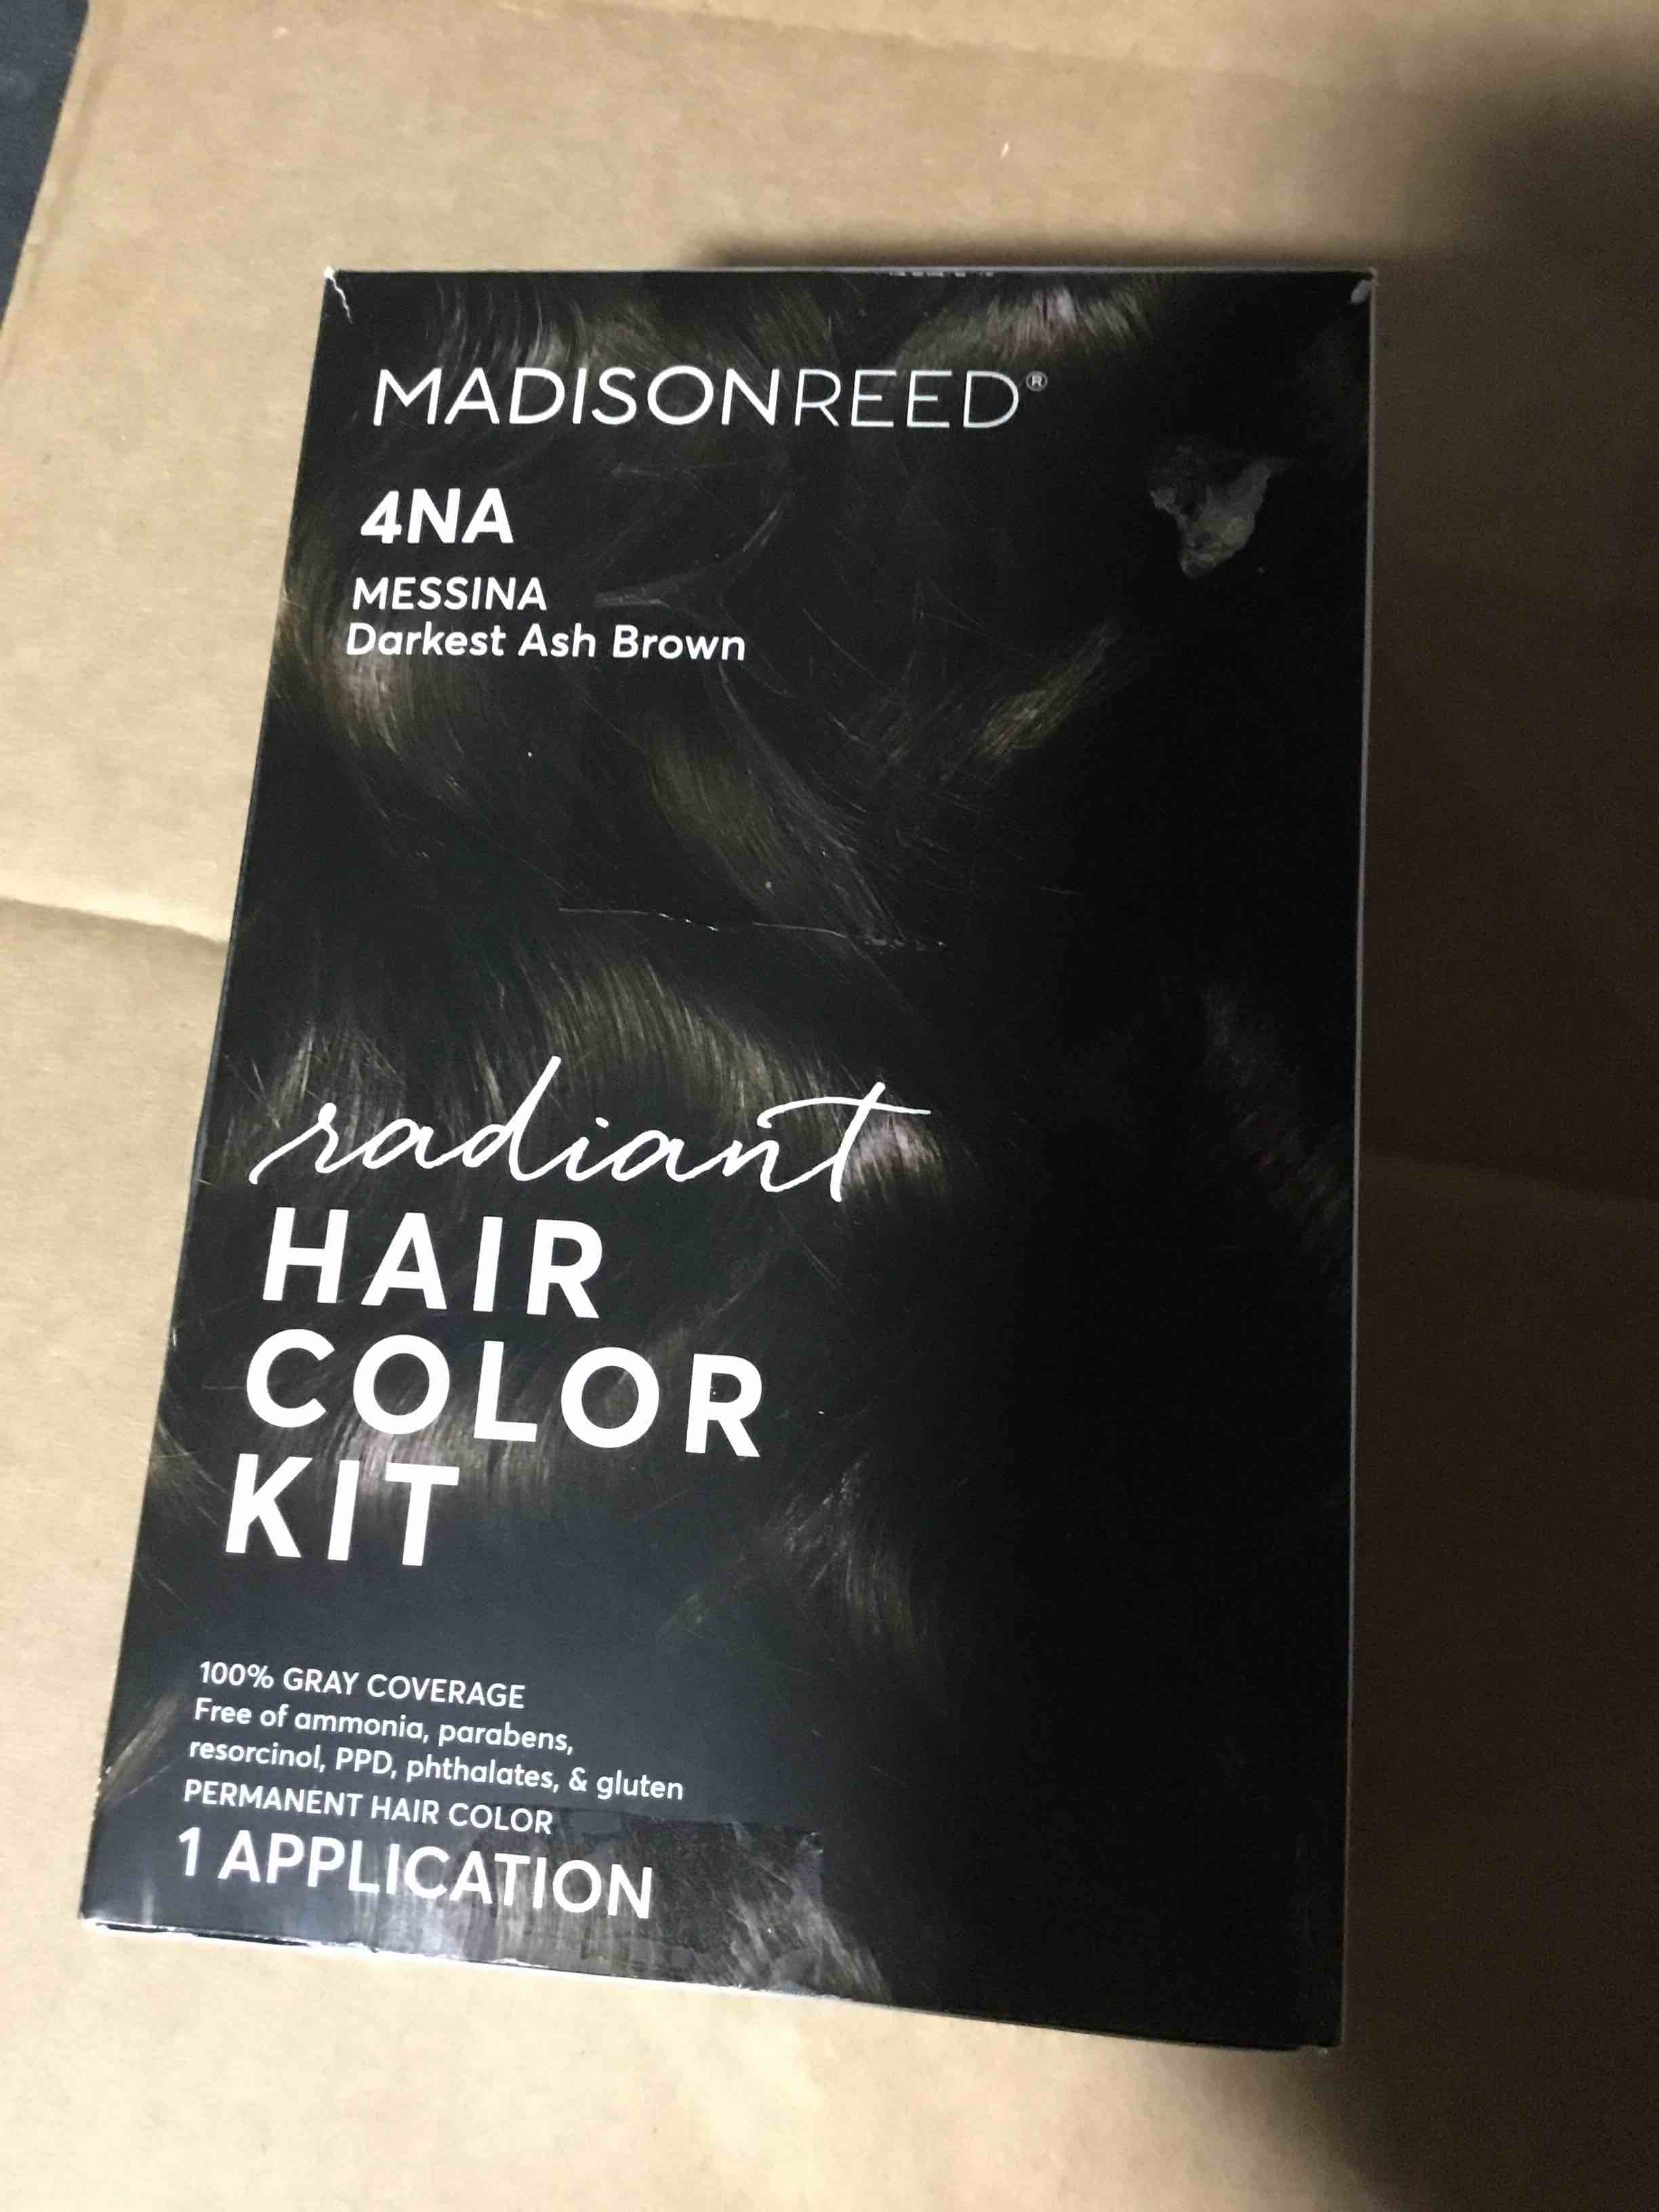 MADISONREED®
4NA
MESSINA
Darkest Ash Brown
radiant
HAIR
COLOR
KIT
100% GRAY COVERAGE
Free of ammonia, parabens,
resorcinol, PPD, phthalates, & gluten
PERMANENT HAIR COLOR
1 APPLICATION